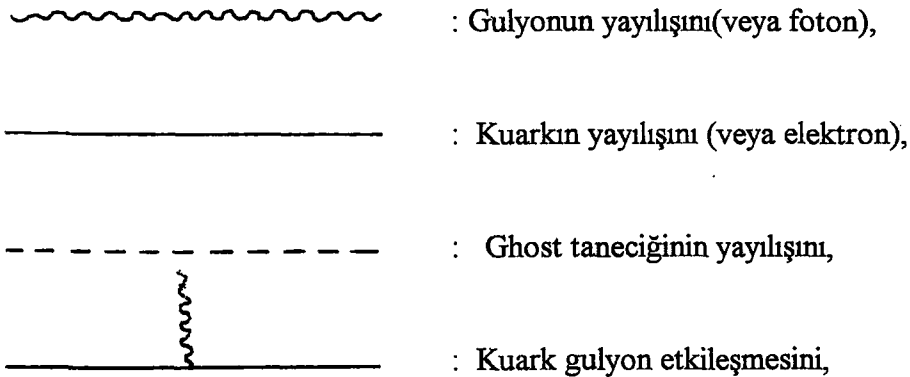 : Gulyonun yayılışını(veya foton),
: Kuarkın yayılışını (veya elektron),
: Ghost taneciğinin yayılışını,
: Kuark gulyon etkileşmesini,